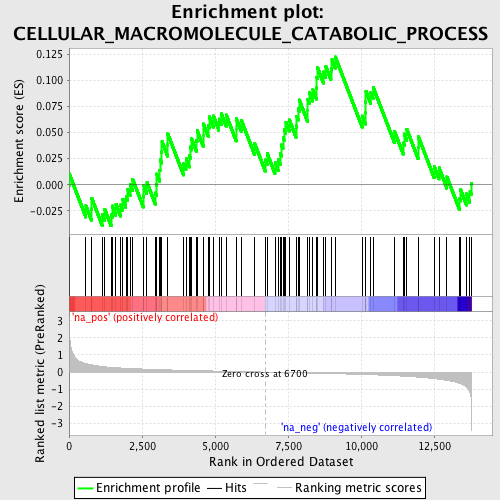 Enrichment plot:
CELLULAR_MACROMOLECULE_CATABOLIC_PROCESS
Enrichment score (ES)
0.125
0.100
0.075
0.050
0.025
0.000
-0.025
'na_pos' (positively correlated)
Ranked list metric (PreRanked)
3
2
1
0
-1
-2
-3
Zero cross at 6700
'na_neg' (negatively correlated)
0
2,500
5,000
7,500
10,000
12,500
Rank in Ordered Dataset
Enrichment profile
Hits
Ranking metric scores